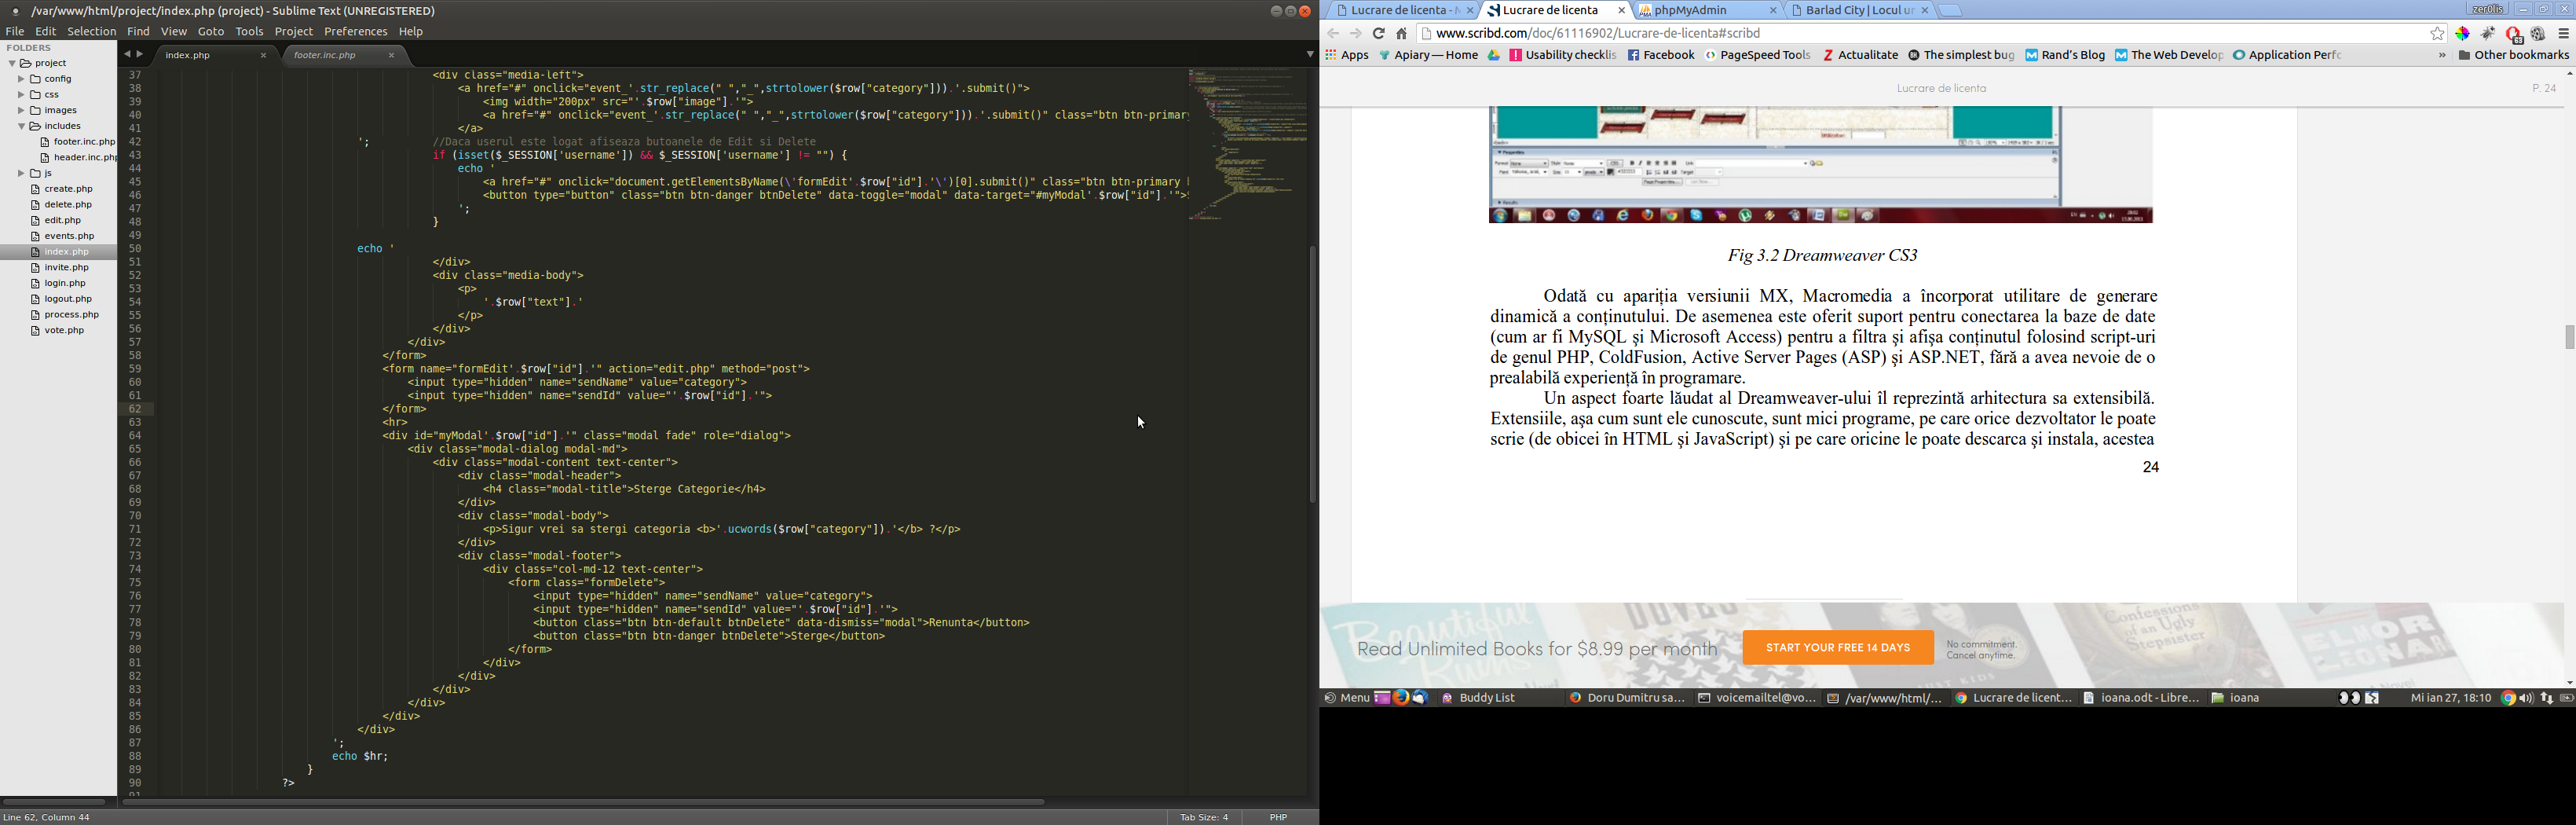 /var/www/html/project/index.php (project) - Sublime Text (UNREGISTERED)
File Edit Selection Find View Goto Tools Project Preferences Help
FOLDERS
project
config
css
images
includes
footer.inc.php
header.inc.php
js
create.php
delete.php
edit.php
events.php
index.php
invite.php
login.php
logout.php
process.php
vote.php
index.php
footer.inc.php
37 <div class="media-left">
38 <a href="#" onclick="event_'.str_replace(" ","_",strtolower($row["category"])).'.submit()">
39 <img width="200px" src="'.$row["image"].'">
40 <a href="#" onclick="event_'.str_replace(" ","_",strtolower($row["category"])).'.submit()" class="btn btn-primary
41 </a>
42 '; //Daca userul este logat afiseaza butoanele de Edit si Delete
43 if (isset($_SESSION['username']) && $_SESSION['username'] != "") {
44 echo '
45 <a href="#" onclick="document.getElementsByName(\'formEdit'.$row["id"].'\')[0].submit()" class="btn btn-primary
46 <button type="button" class="btn btn-danger btnDelete" data-toggle="modal" data-target="#myModal'.$row["id"].'">
47 ';
48 }
49
50 echo '
51 </div>
52 <div class="media-body">
53 <p>
54 '.$row["text"].'
55 </p>
56 </div>
57 </div>
58 </form>
59 <form name="formEdit'.$row["id"].'" action="edit.php" method="post">
60 <input type="hidden" name="sendName" value="category">
61 <input type="hidden" name="sendId" value="'.$row["id"].'">
62 </form>
63 <hr>
64 <div id="myModal'.$row["id"].'" class="modal fade" role="dialog">
65 <div class="modal-dialog modal-md">
66 <div class="modal-content text-center">
67 <div class="modal-header">
68 <h4 class="modal-title">Sterge Categorie</h4>
69 </div>
70 <div class="modal-body">
71 <p>Sigur vrei sa stergi categoria <b>'.ucwords($row["category"]).'</b> ?</p>
72 </div>
73 <div class="modal-footer">
74 <div class="col-md-12 text-center">
75 <form class="formDelete">
76 <input type="hidden" name="sendName" value="category">
77 <input type="hidden" name="sendId" value="'.$row["id"].'">
78 <button class="btn btn-default btnDelete" data-dismiss="modal">Renunta</button>
79 <button class="btn btn-danger btnDelete">Sterge</button>
80 </form>
81 </div>
82 </div>
83 </div>
84 </div>
85 </div>
86 </div>
87 ';
88 echo $hr;
89 }
90 ?>
91
Line 62, Column 44
Tab Size: 4 PHP
Lucrare de licenta - M
Lucrare de licenta
phpMyAdmin
Barlad City | Locul un
zer0lis
www.scribd.com/doc/61116902/Lucrare-de-licenta#scribd
Apps Apiary — Home Usability checklis Facebook PageSpeed Tools Actualitate The simplest bug Rand's Blog The Web Develop Application Perfo » Other bookmarks
Lucrare de licenta P. 24
Fig 3.2 Dreamweaver CS3
Odată cu apariția versiunii MX, Macromedia a încorporat utilitare de generare
dinamică a conținutului. De asemenea este oferit suport pentru conectarea la baze de date
(cum ar fi MySQL și Microsoft Access) pentru a filtra și afișa conținutul folosind script-uri
de genul PHP, ColdFusion, Active Server Pages (ASP) și ASP.NET, fără a avea nevoie de o
prealabilă experiență în programare.
Un aspect foarte lăudat al Dreamweaver-ului îl reprezintă arhitectura sa extensibilă.
Extensiile, așa cum sunt ele cunoscute, sunt mici programe, pe care orice dezvoltator le poate
scrie (de obicei în HTML și JavaScript) și pe care oricine le poate descarca și instala, acestea
24
Read Unlimited Books for $8.99 per month
START YOUR FREE 14 DAYS
No commitment.
Cancel anytime.
Beautiful Ruins
Confessions
of an Ugly
Stepsister
Menu Buddy List Doru Dumitru sa... voicemailtel@vo... /var/www/html/... Lucrare de licent... ioana.odt - Libre... ioana Mi ian 27, 18:10